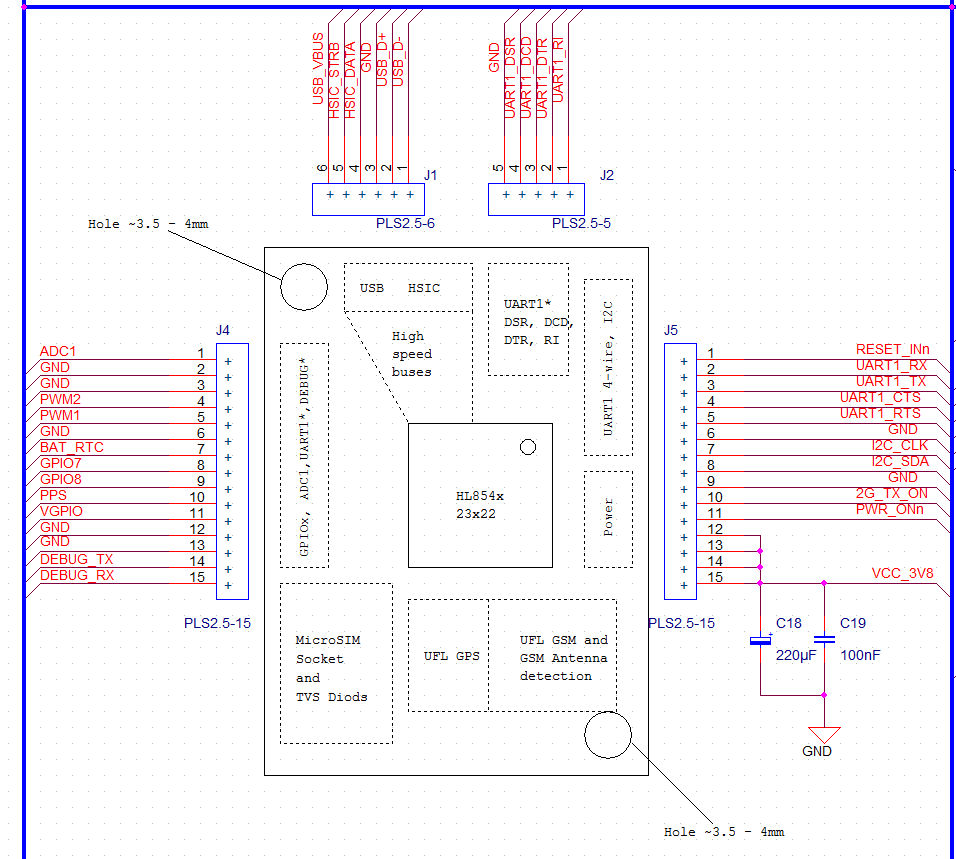 USB_VBUS
HSIC_STRB
HSIC_DATA
GND
USB_D+
USB_D-
6
5
4
3
2
1
J1
PLS2.5-6
GND
UART1_DSR
UART1_DCD
UART1_DTR
UART1_RI
5
4
3
2
1
J2
PLS2.5-5
Hole ~3.5 - 4mm
USB HSIC
High
speed
buses
UART1*
DSR, DCD,
DTR, RI
UART1 4-wire, I2C
GPIOx, ADC1,UART1*,DEBUG*
HL854x
23x22
Power
MicroSIM
Socket
and
TVS Diods
UFL GPS
UFL GSM and
GSM Antenna
detection
J4
ADC1 1
GND 2
GND 3
PWM2 4
PWM1 5
GND 6
BAT_RTC 7
GPIO7 8
GPIO8 9
PPS 10
VGPIO 11
GND 12
GND 13
DEBUG_TX 14
DEBUG_RX 15
PLS2.5-15
J5
1 RESET_INn
2 UART1_RX
3 UART1_TX
4 UART1_CTS
5 UART1_RTS
6 GND
7 I2C_CLK
8 I2C_SDA
9 GND
10 2G_TX_ON
11 PWR_ONn
12
13
14
15 VCC_3V8
PLS2.5-15
C18
220µF
C19
100nF
GND
Hole ~3.5 - 4mm